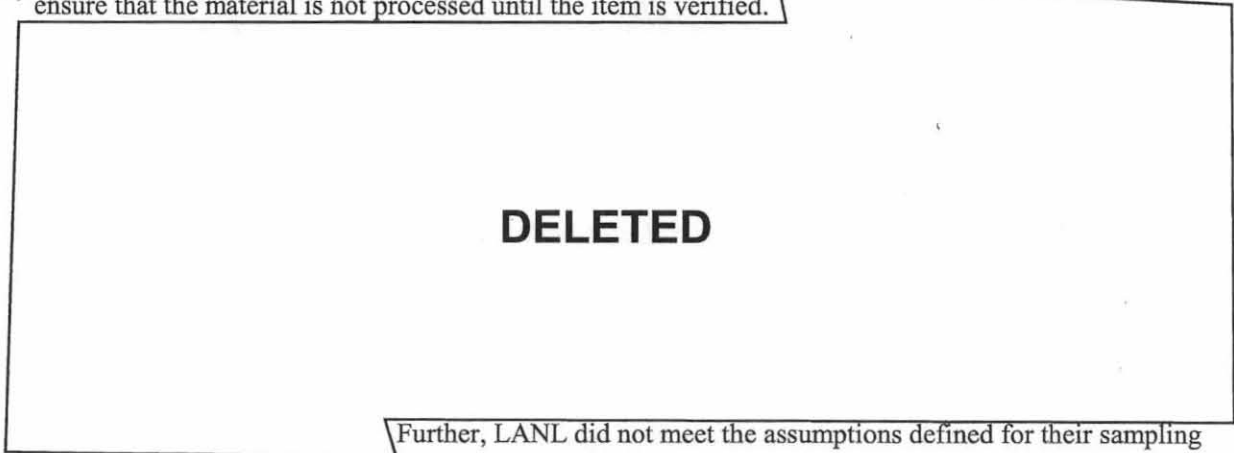 ensure that the material is not processed until the item is verified.
DELETED
Further, LANL did not meet the assumptions defined for their sampling